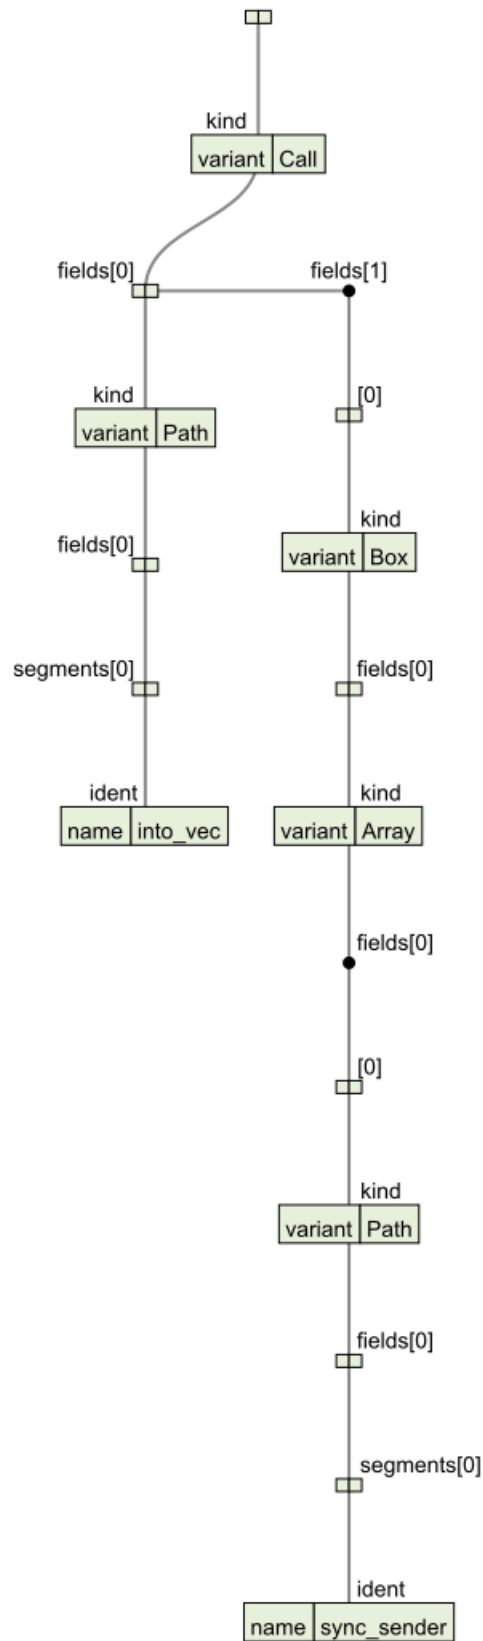 kind
variant Call
fields[0] fields[1]
kind [0]
variant Path
fields[0] kind
variant Box
segments[0] fields[0]
ident kind
name into_vec variant Array
fields[0]
[0]
kind
variant Path
fields[0]
segments[0]
ident
name sync_sender